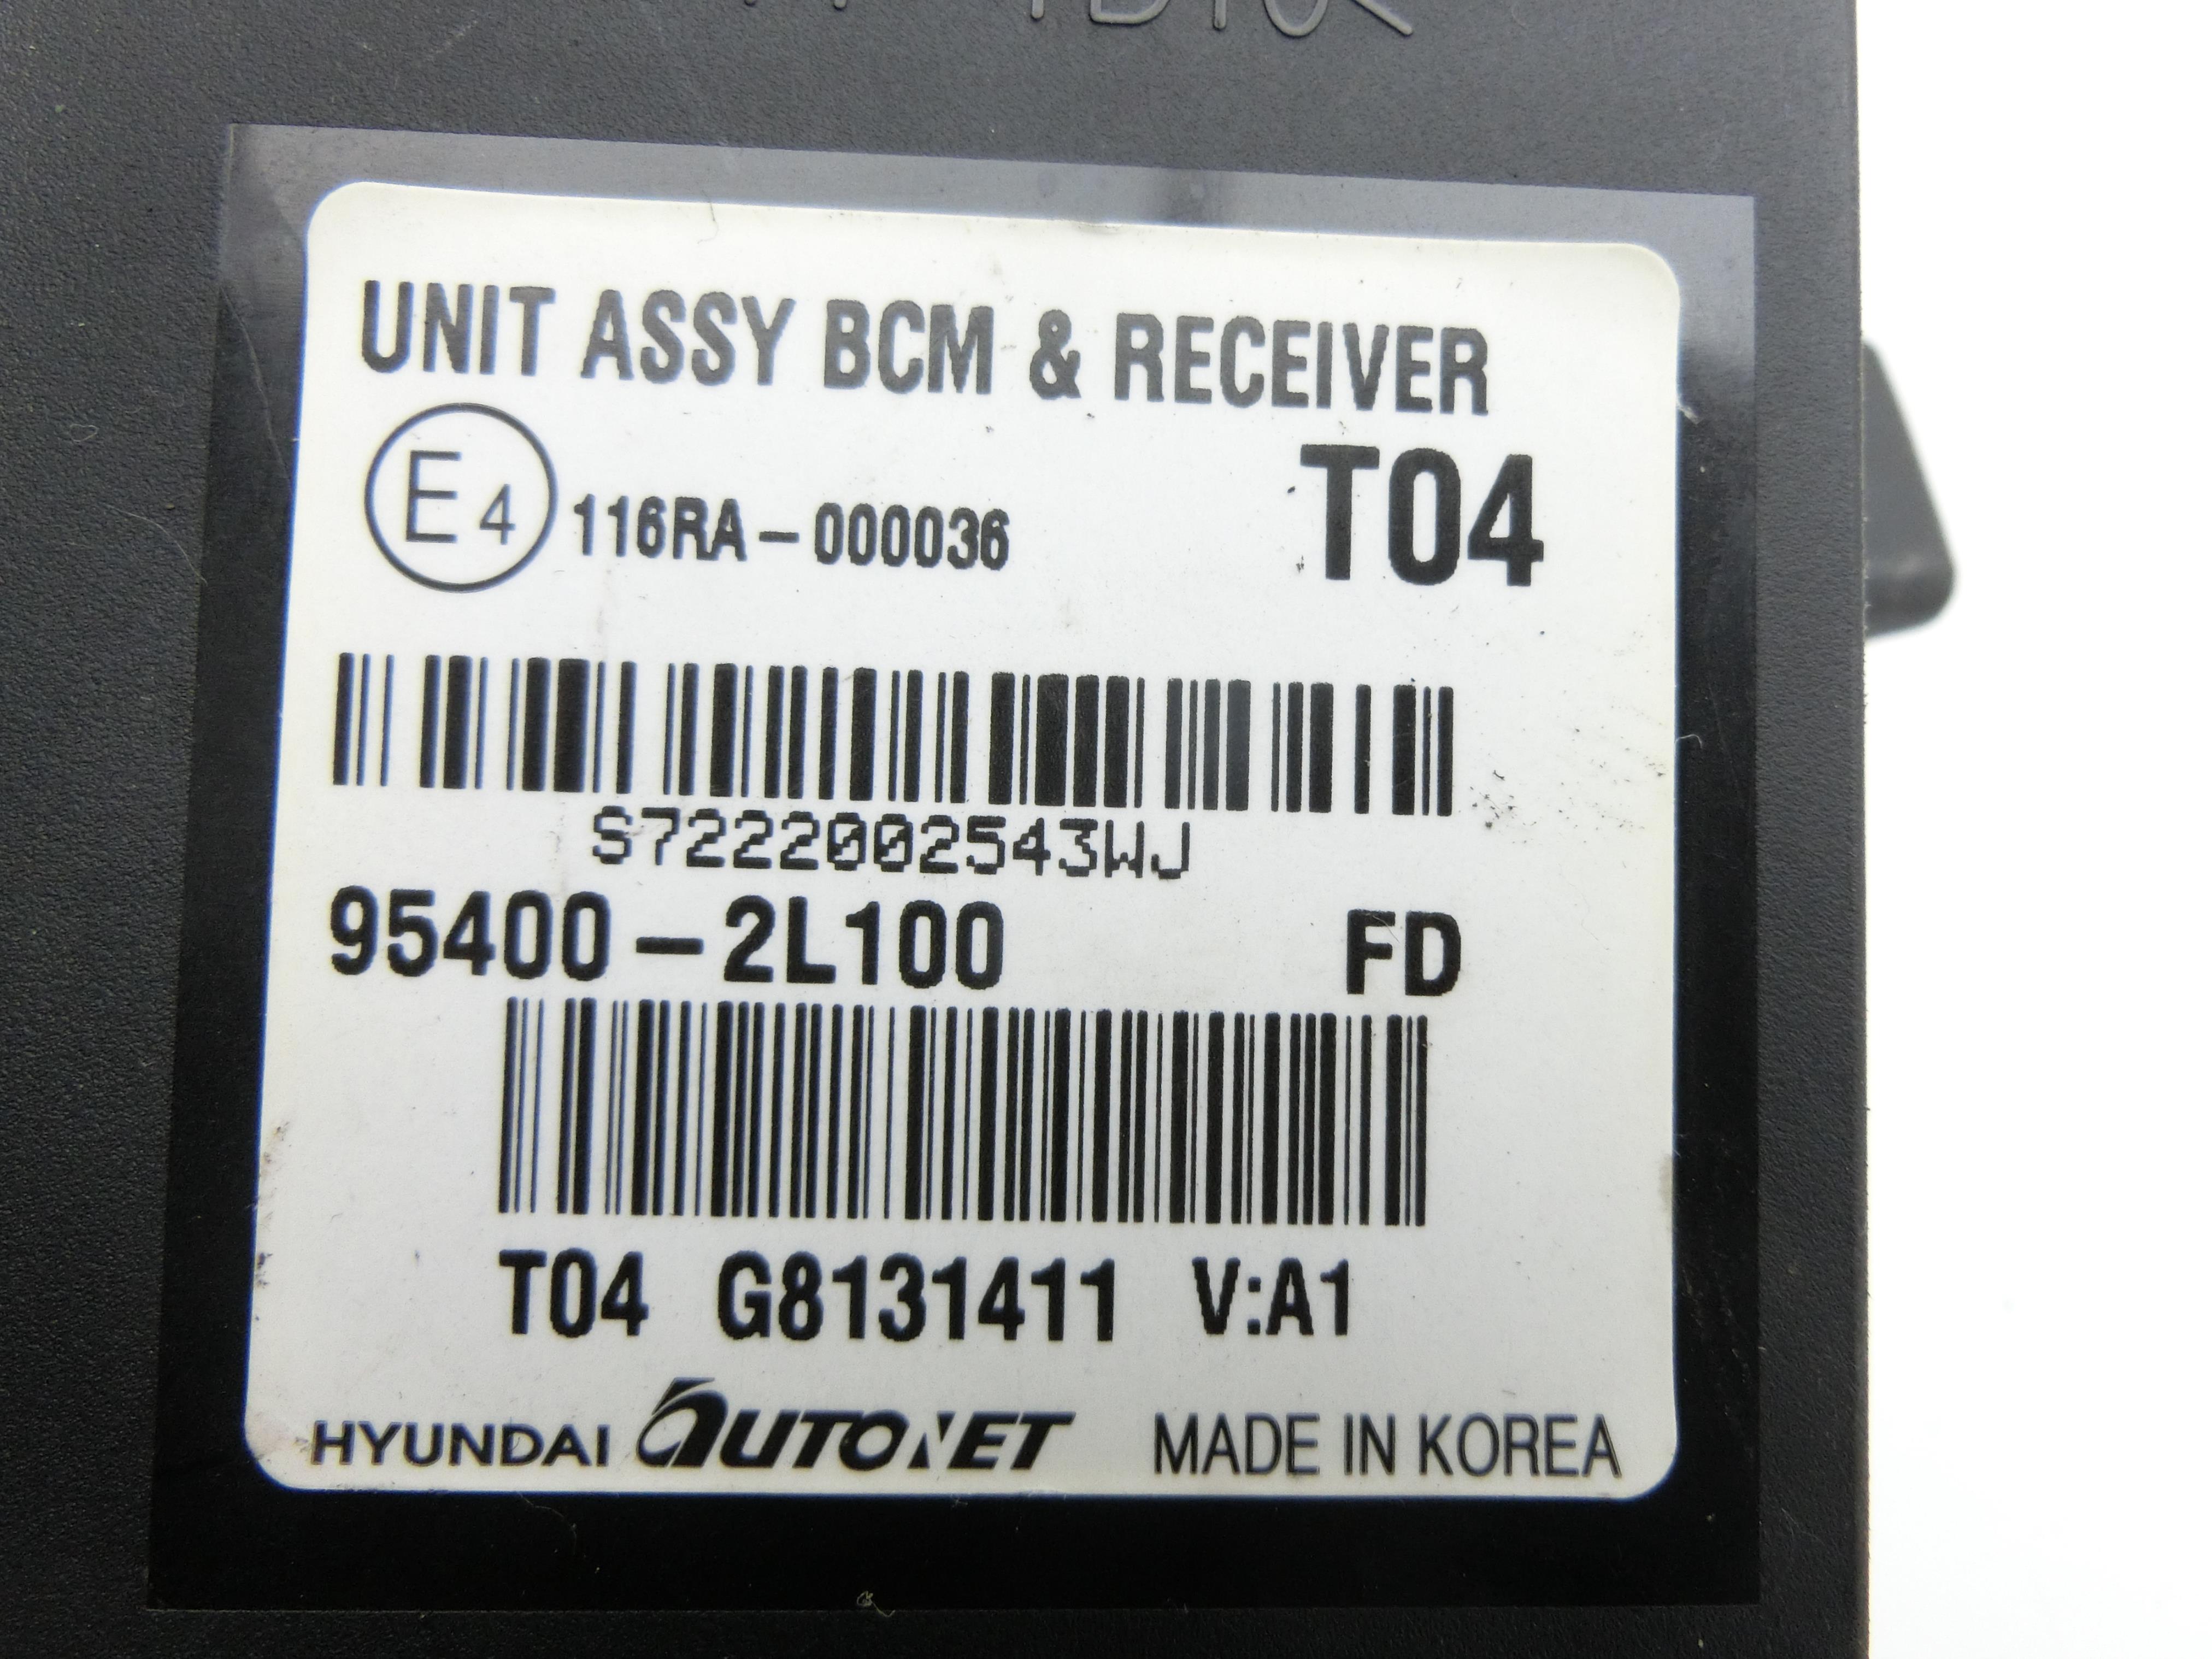 UNIT ASSY BCM & RECEIVER
E4 116RA-000036 T04
S7222002543WJ
95400-2L100 FD
T04 G8131411 V:A1
HYUNDAI AUTONET MADE IN KOREA